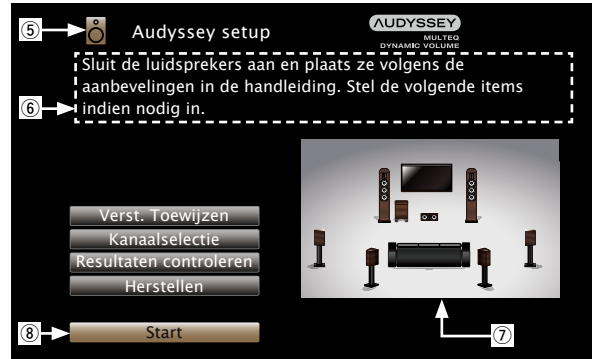 ⑤ Audyssey setup AUDYSSEY
MULTEQ
DYNAMIC VOLUME
Sluit de luidsprekers aan en plaats ze volgens de
aanbevelingen in de handleiding. Stel de volgende items
⑥ indien nodig in.
Verst. Toewijzen
Kanaalselectie
Resultaten controleren
Herstellen
⑧ Start
⑦